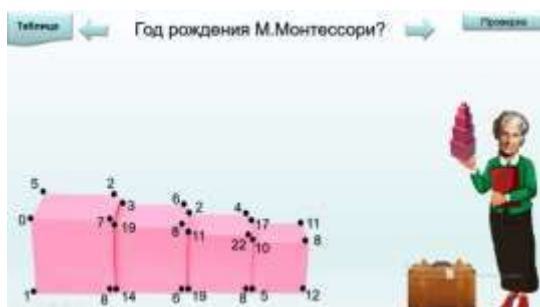 Таблица Год рождения М.Монтессори? Проверка
5 2
3 6 2 4
0 7 19 8 11 17 11
22 10 8
1 8 14 6 19 8 5 12